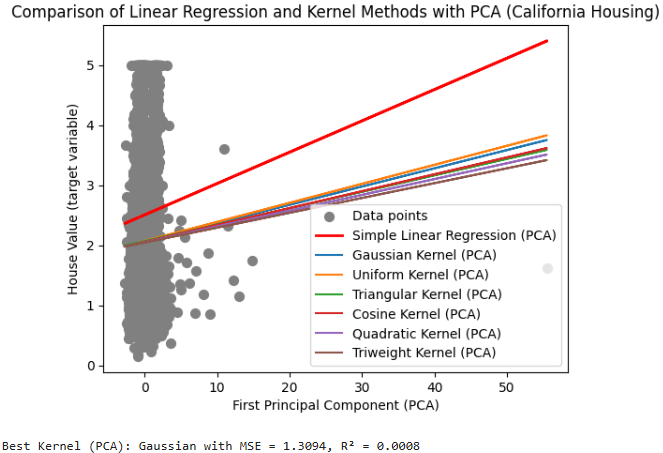 Comparison of Linear Regression and Kernel Methods with PCA (California Housing)
House Value (target variable)
5
4
3
2
1
0
Data points
Simple Linear Regression (PCA)
Gaussian Kernel (PCA)
Uniform Kernel (PCA)
Triangular Kernel (PCA)
Cosine Kernel (PCA)
Quadratic Kernel (PCA)
Triweight Kernel (PCA)
0 10 20 30 40 50
First Principal Component (PCA)
Best Kernel (PCA): Gaussian with MSE = 1.3094, R² = 0.0008